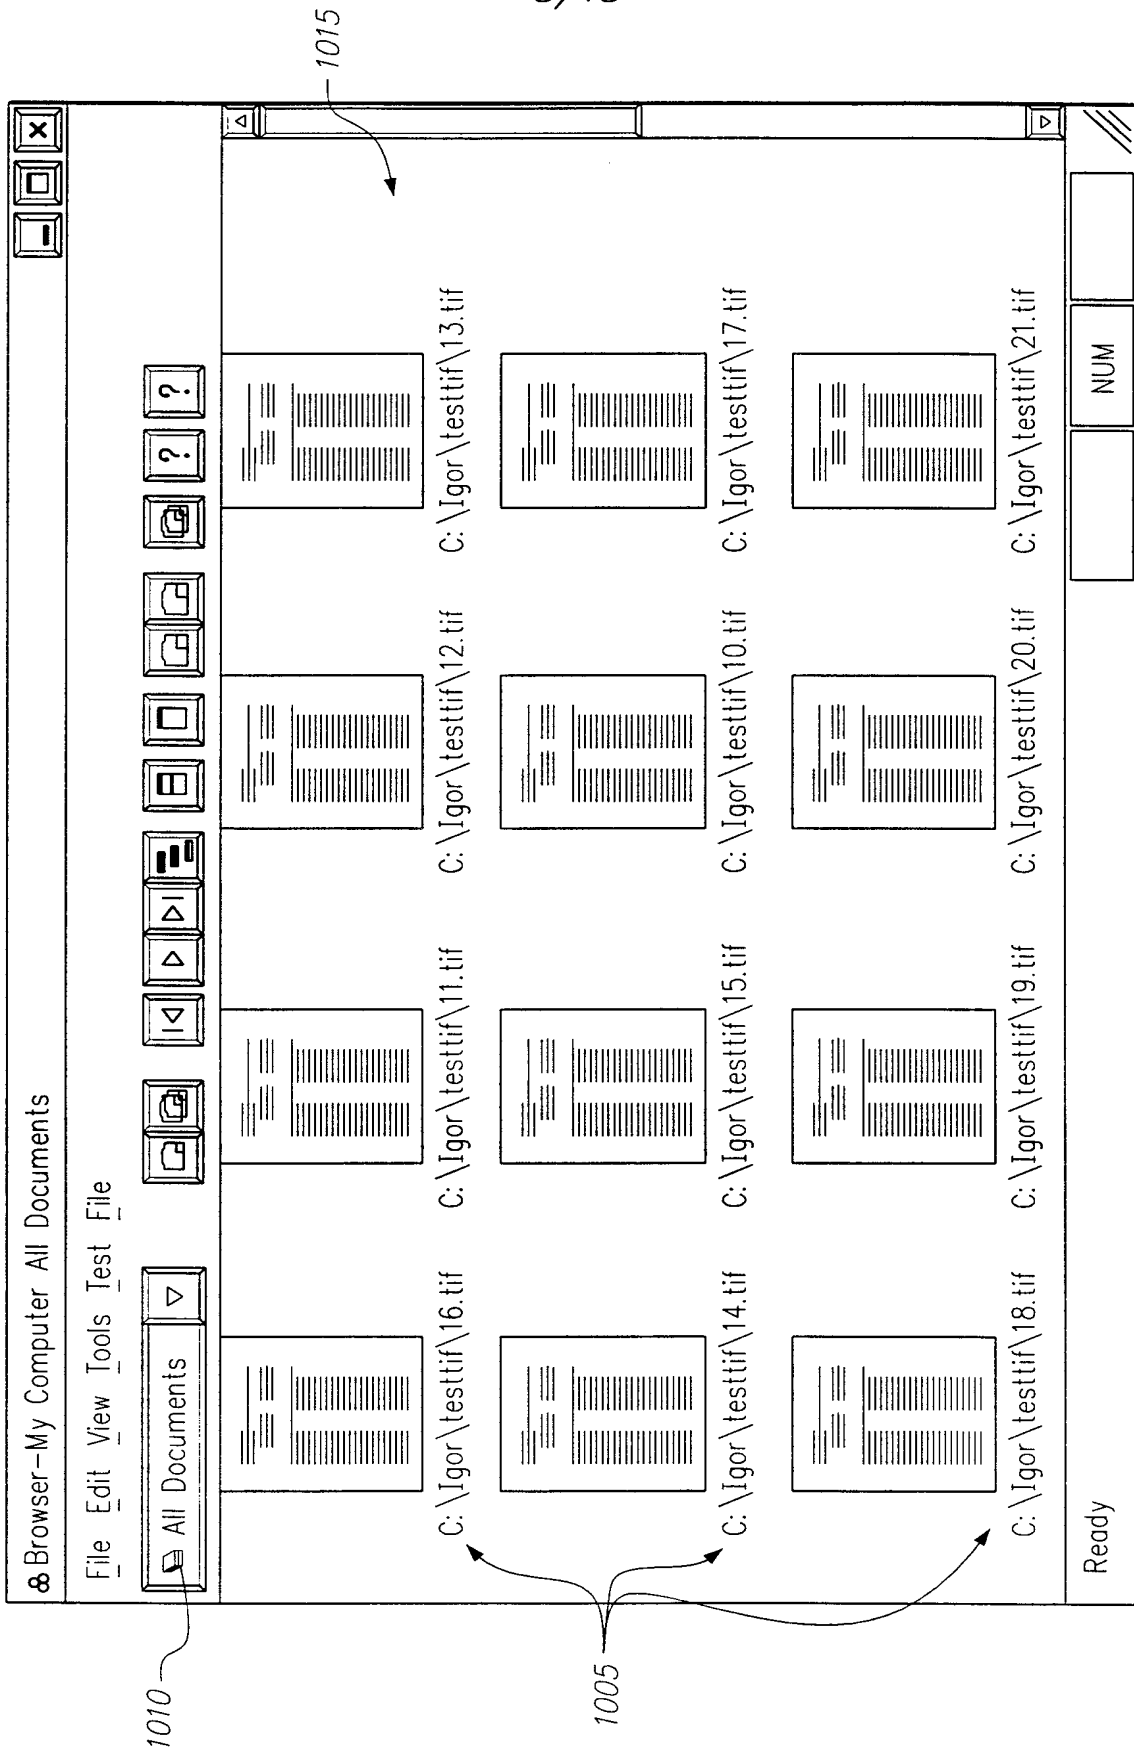 Browser-My Computer All Documents
File Edit View Tools Test File
All Documents
? ?
C:\Igor\testtif\16.tif C:\Igor\testtif\11.tif C:\Igor\testtif\12.tif C:\Igor\testtif\13.tif
C:\Igor\testtif\14.tif C:\Igor\testtif\15.tif C:\Igor\testtif\10.tif C:\Igor\testtif\17.tif
C:\Igor\testtif\18.tif C:\Igor\testtif\19.tif C:\Igor\testtif\20.tif C:\Igor\testtif\21.tif
Ready NUM
1010
1005
1015